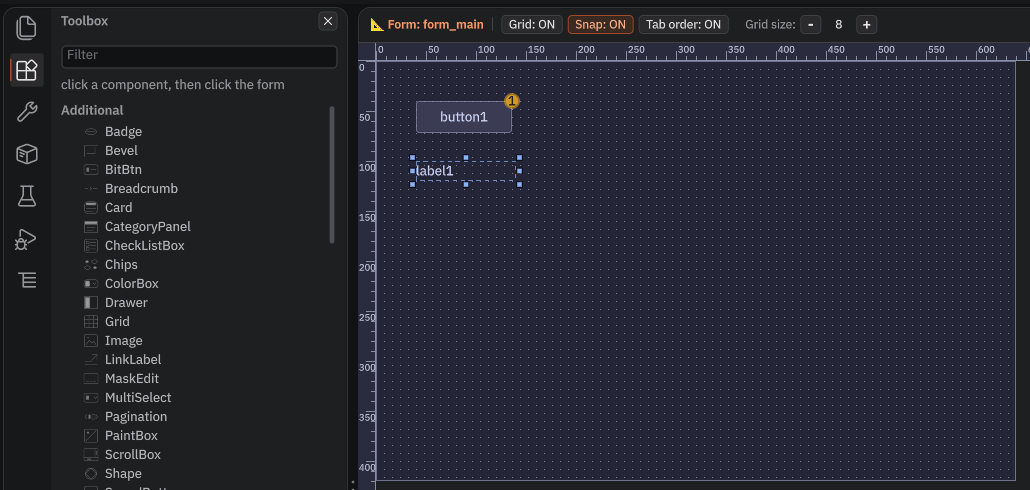 Toolbox
Filter
click a component, then click the form
Additional
Badge
Bevel
BitBtn
Breadcrumb
Card
CategoryPanel
CheckListBox
Chips
ColorBox
Drawer
Grid
Image
LinkLabel
MaskEdit
MultiSelect
Pagination
PaintBox
ScrollBox
Shape
Form: form_main
Grid: ON
Snap: ON
Tab order: ON
Grid size:
-
8
+
0 50 100 150 200 250 300 350 400 450 500 550 600
0
50
100
150
200
250
300
350
400
button1
1
label1